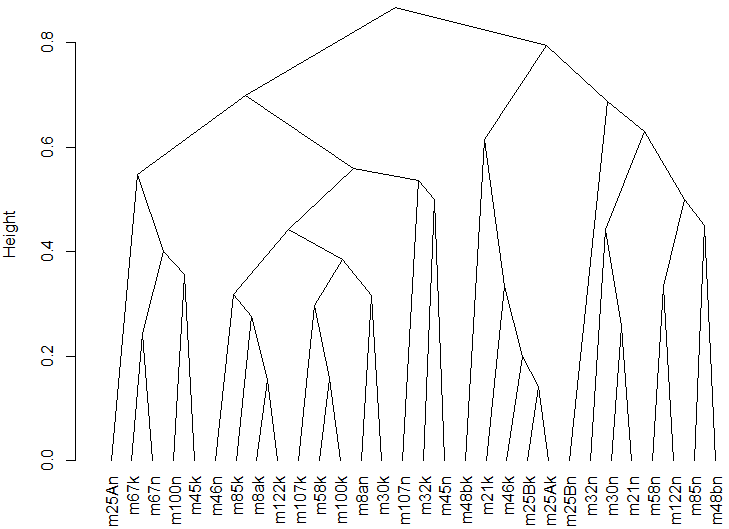 0.8
0.6
0.4
0.2
0.0
Height
m25An
m67k
m67n
m100n
m45k
m46n
m85k
m8ak
m122k
m107k
m58k
m100k
m8an
m30k
m107n
m32k
m45n
m48bk
m21k
m46k
m25Bk
m25Ak
m25Bn
m32n
m30n
m21n
m58n
m122n
m85n
m48bn